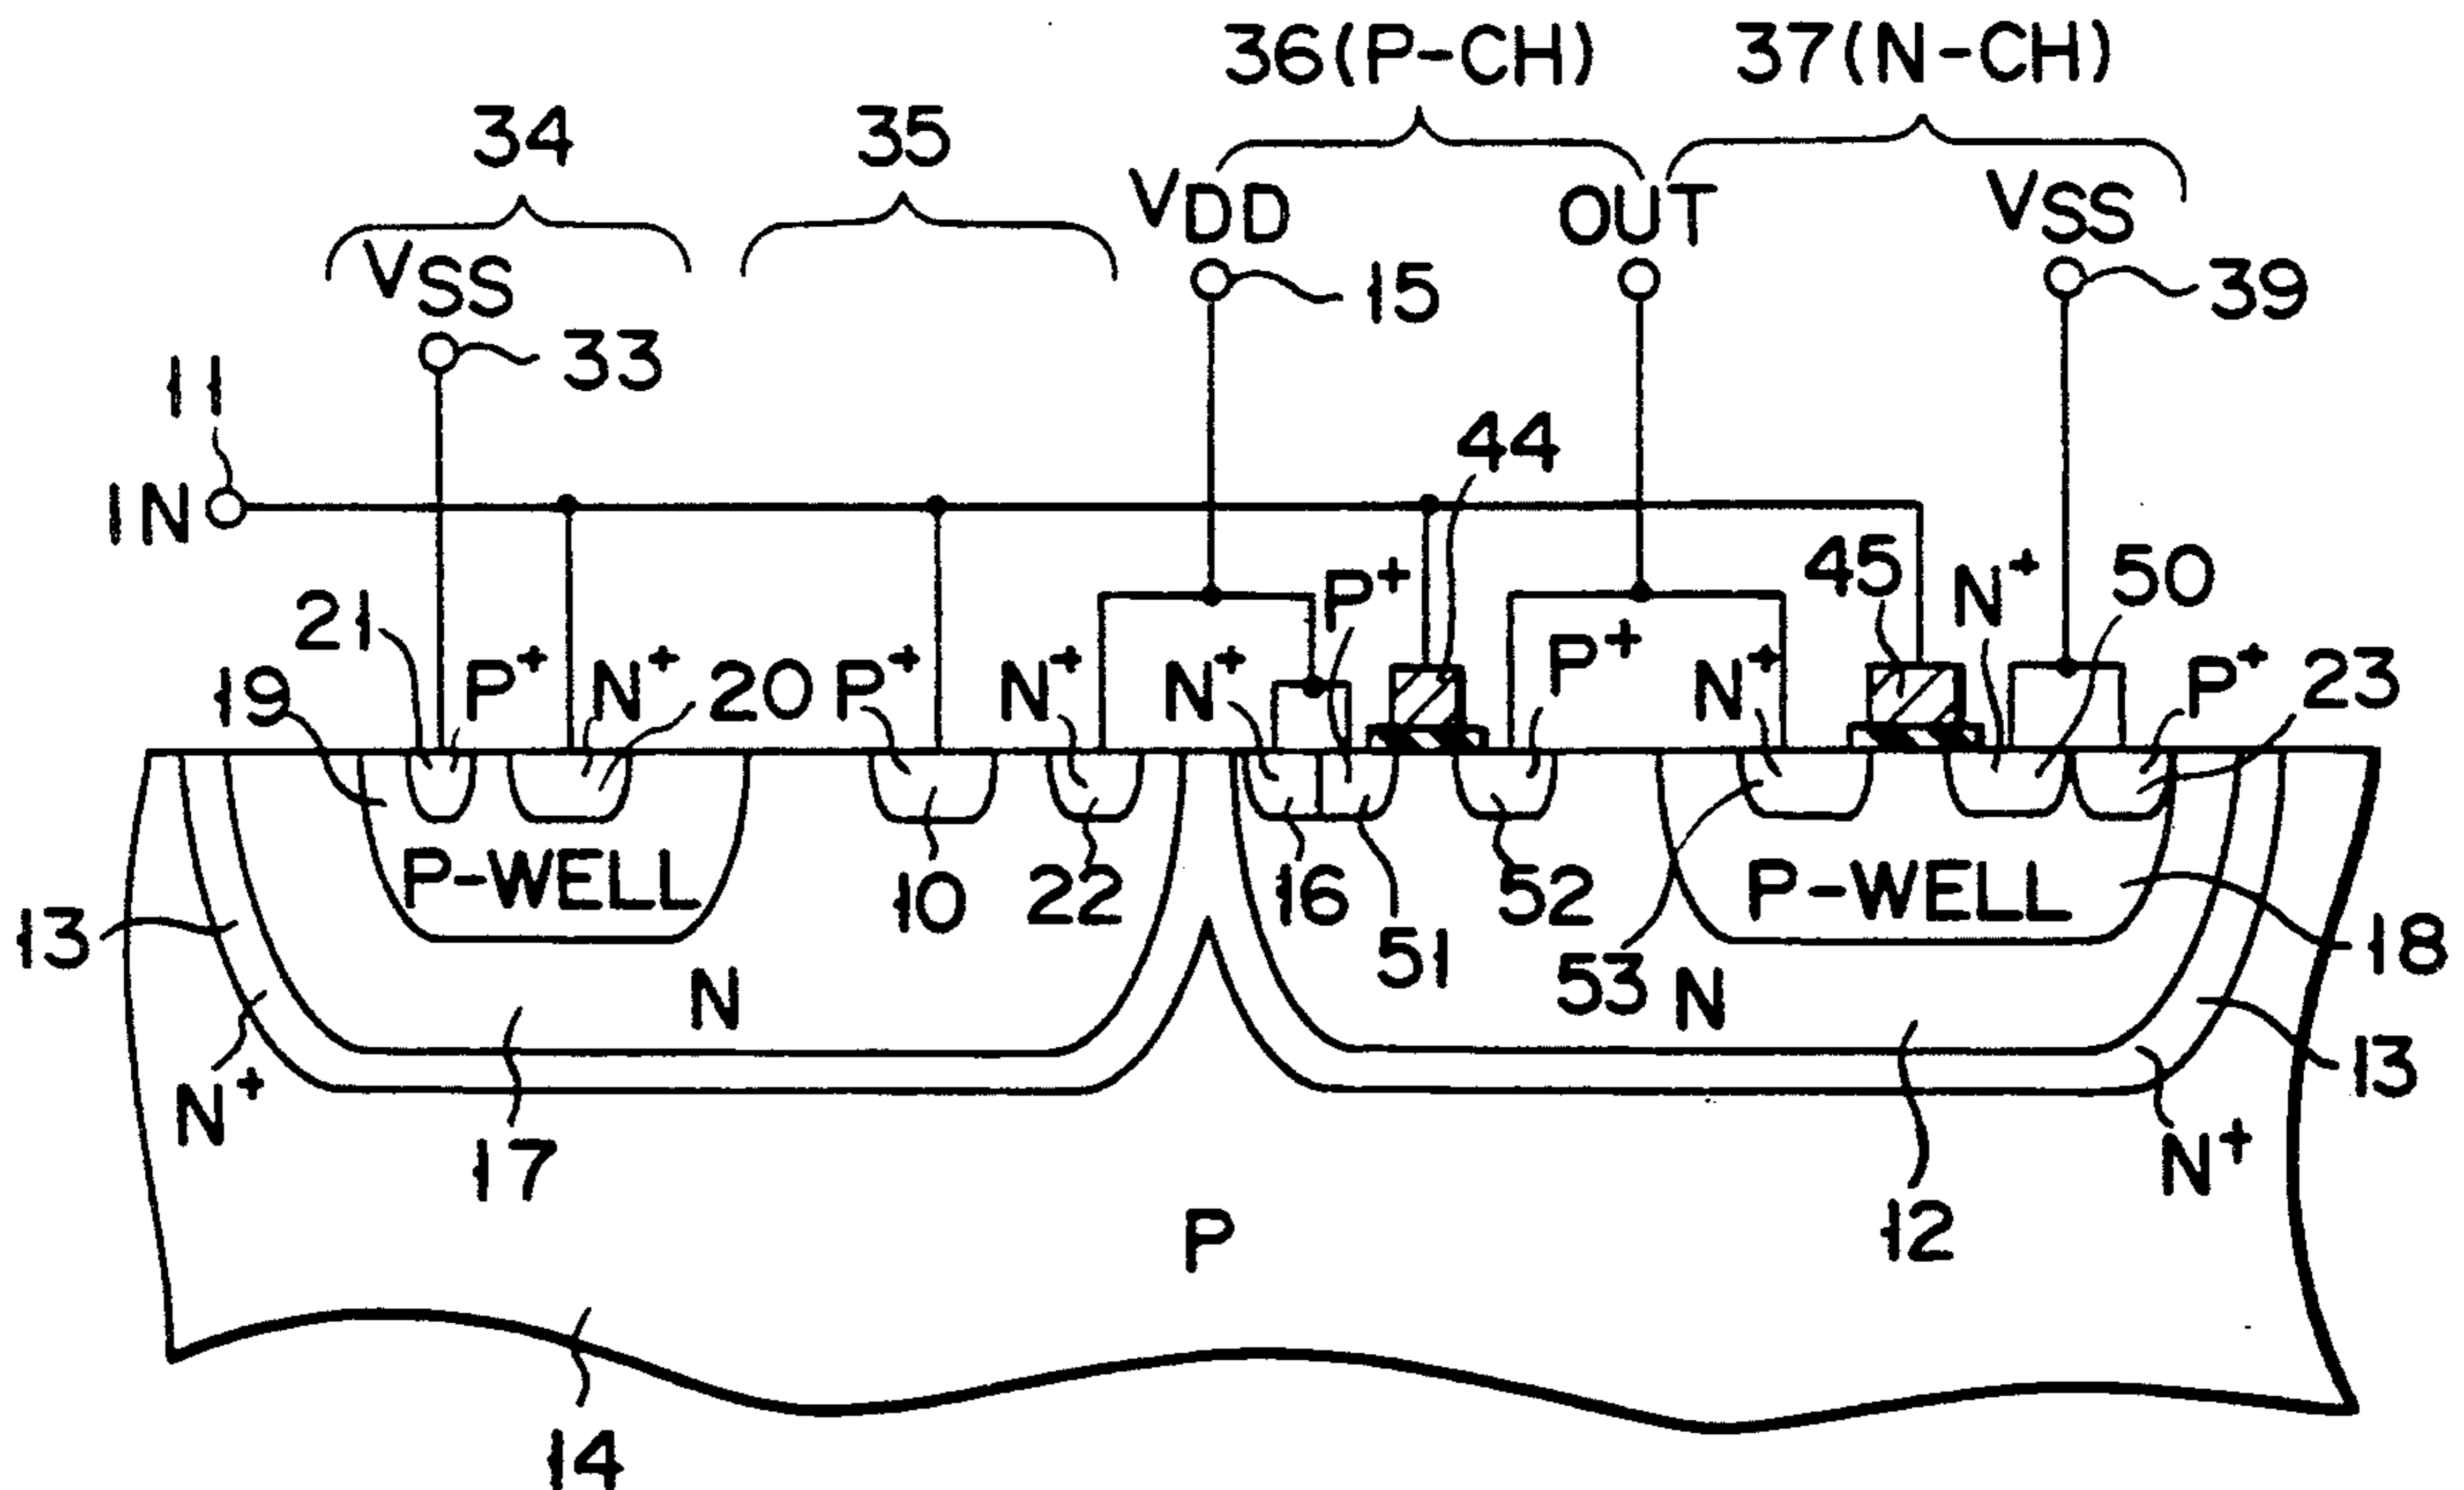 36(P-CH) 37(N-CH)
34 35
VDD OUT VSS
VSS
15 39
33
11
44
IN
P+ 45 N+ 50
21
19 P+ N+ 20 P+ N+ N+ P+ N+ P+ 23
P-WELL 10 22 16 52 P-WELL
13 51 18
N 53 N
13
N+ 17 N+
P 12
14